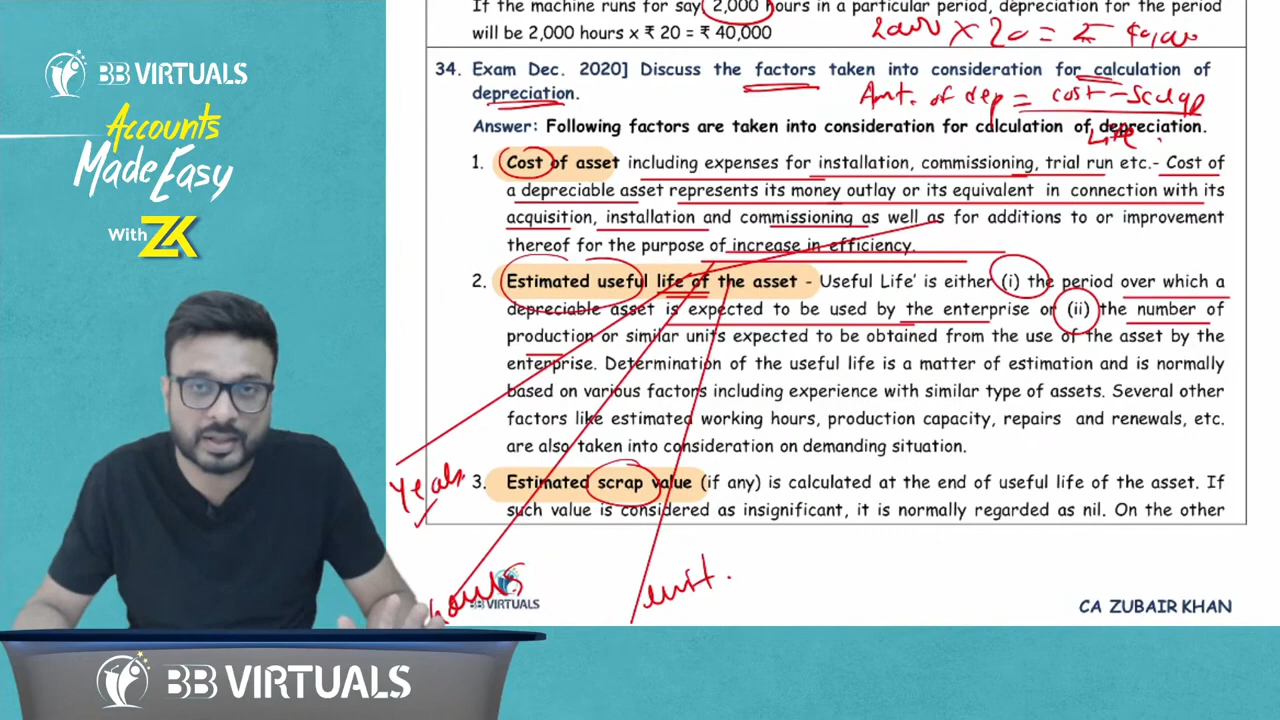 If the machine runs for say 2,000 hours in a particular period, depreciation for the period
will be 2,000 hours x ₹ 20 = ₹ 40,000
2000 x 20 = ₹ 40,000
34. Exam Dec. 2020] Discuss the factors taken into consideration for calculation of
depreciation.
Amt. of dep = cost - Scrap
Life
Answer: Following factors are taken into consideration for calculation of depreciation.
1. Cost of asset including expenses for installation, commissioning, trial run etc.- Cost of
a depreciable asset represents its money outlay or its equivalent in connection with its
acquisition, installation and commissioning as well as for additions to or improvement
thereof for the purpose of increase in efficiency.
2. Estimated useful life of the asset - Useful Life' is either (i) the period over which a
depreciable asset is expected to be used by the enterprise or (ii) the number of
production or similar units expected to be obtained from the use of the asset by the
enterprise. Determination of the useful life is a matter of estimation and is normally
based on various factors including experience with similar type of assets. Several other
factors like estimated working hours, production capacity, repairs and renewals, etc.
are also taken into consideration on demanding situation.
3. Estimated scrap value (if any) is calculated at the end of useful life of the asset. If
such value is considered as insignificant, it is normally regarded as nil. On the other
years
hours
unit.
BB VIRTUALS
CA ZUBAIR KHAN
BB VIRTUALS
Accounts
Made Easy
With ZK
BB VIRTUALS